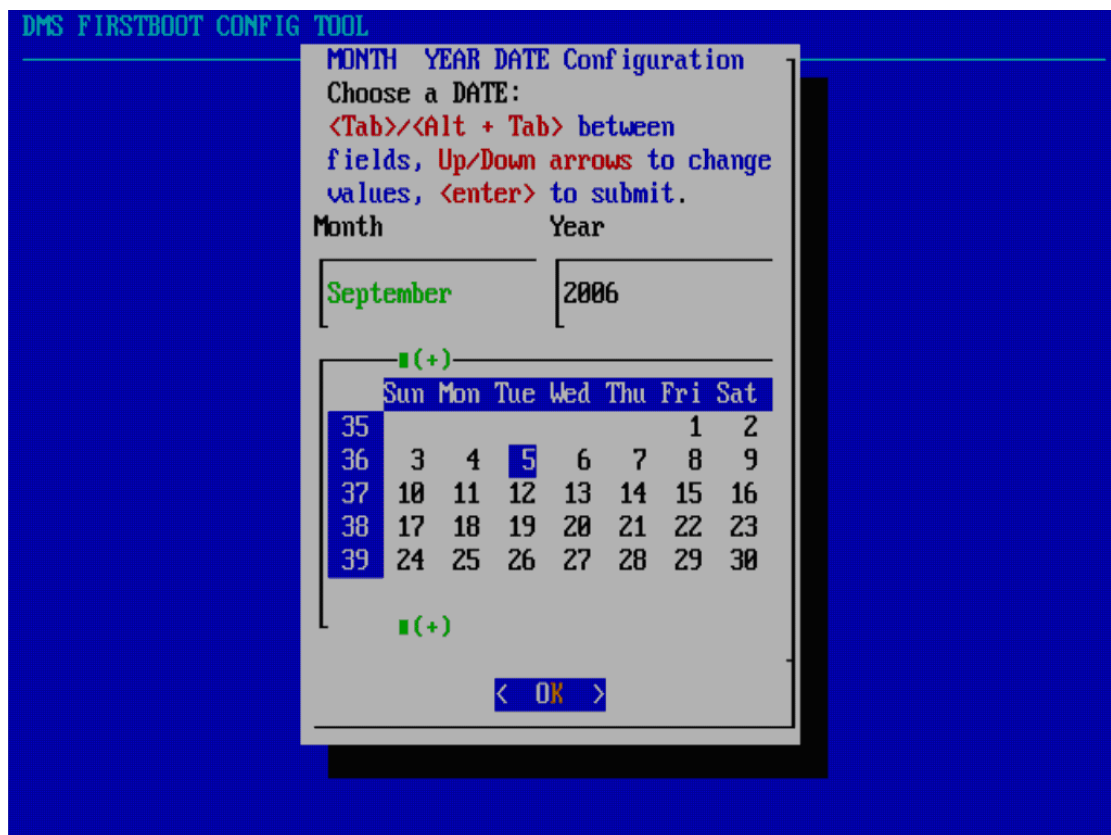 DMS FIRSTBOOT CONFIG TOOL
MONTH YEAR DATE Configuration
Choose a DATE:
<Tab>/<Alt + Tab> between
fields, Up/Down arrows to change
values, <enter> to submit.
Month Year
September 2006
(+)
Sun Mon Tue Wed Thu Fri Sat
35 1 2
36 3 4 5 6 7 8 9
37 10 11 12 13 14 15 16
38 17 18 19 20 21 22 23
39 24 25 26 27 28 29 30
(+)
< OK >